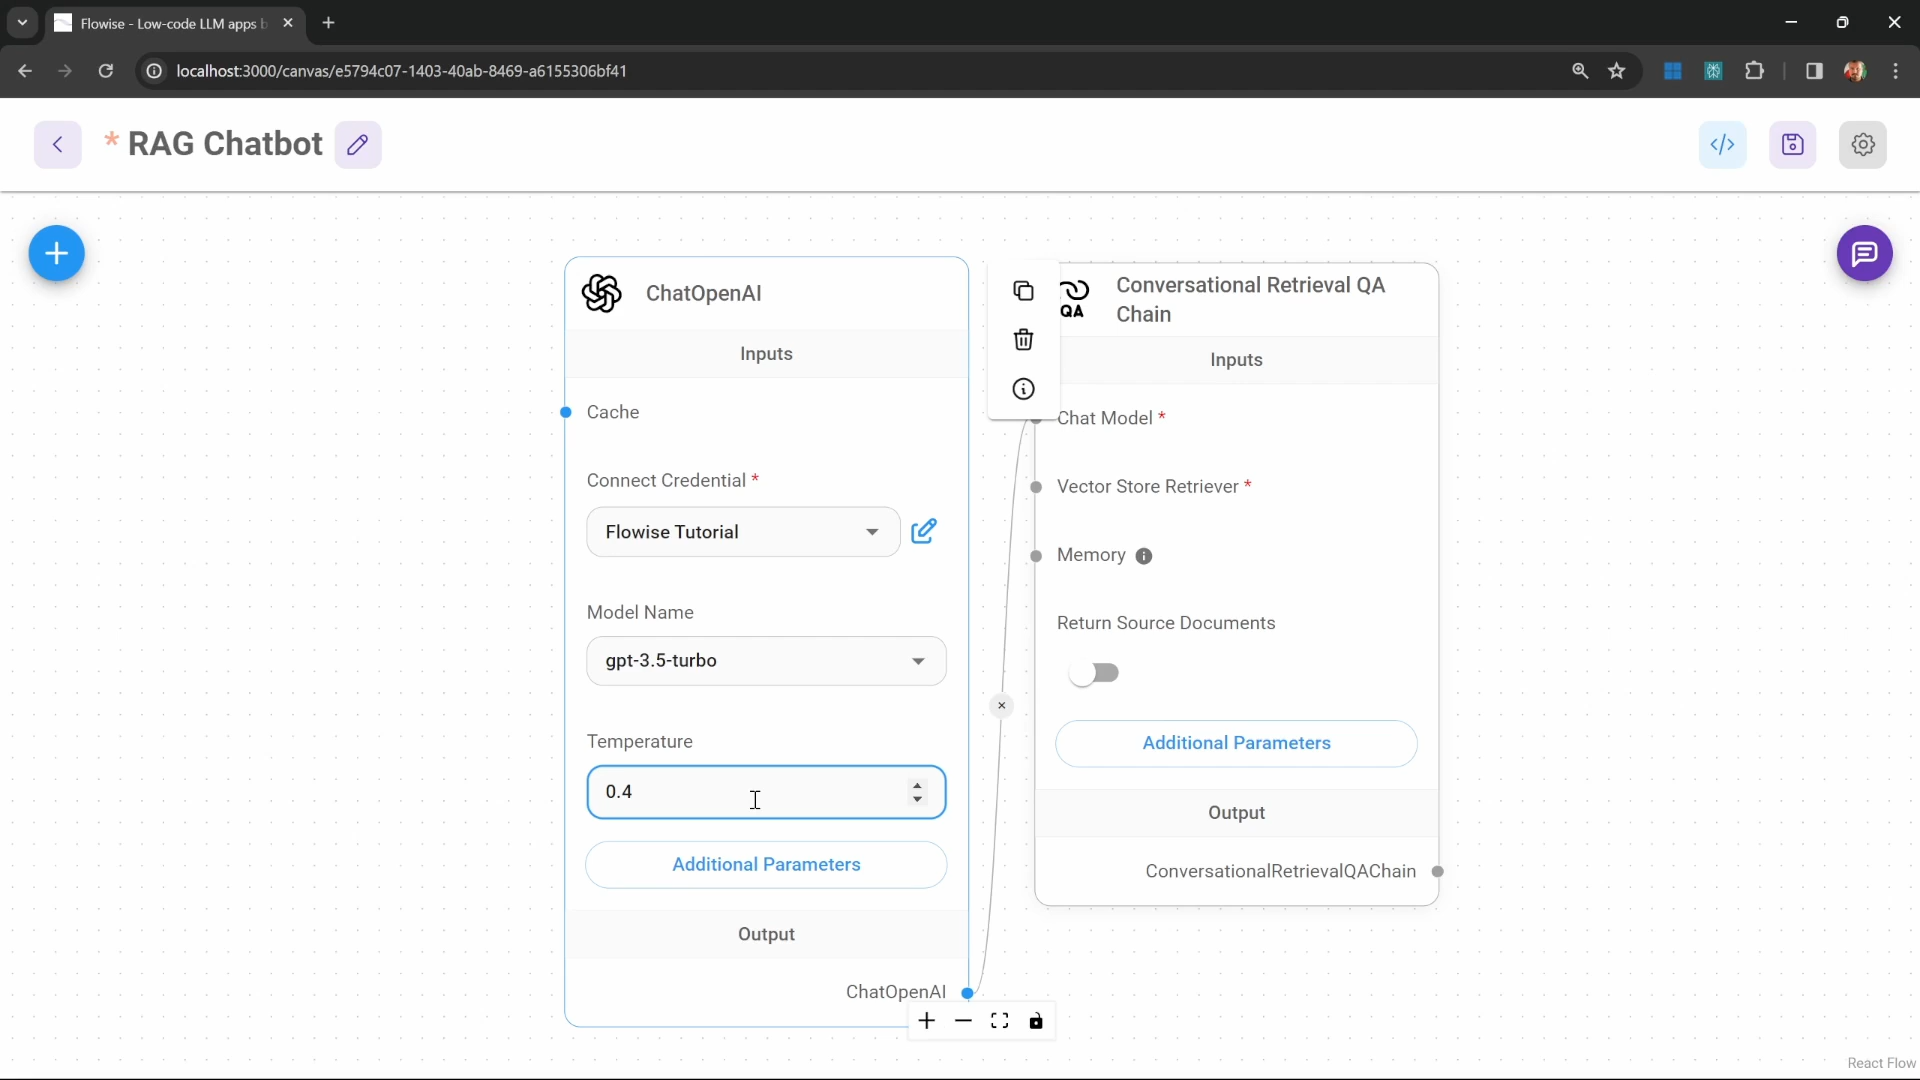 Flowise - Low-code LLM apps b
localhost:3000/canvas/e5794c07-1403-40ab-8469-a6155306bf41
* RAG Chatbot
ChatOpenAI
Inputs
Cache
Connect Credential *
Flowise Tutorial
Model Name
gpt-3.5-turbo
Temperature
0.4
Additional Parameters
Output
ChatOpenAI
QA
Conversational Retrieval QA
Chain
Inputs
Chat Model *
Vector Store Retriever *
Memory
Return Source Documents
Additional Parameters
Output
ConversationalRetrievalQAChain
React Flow